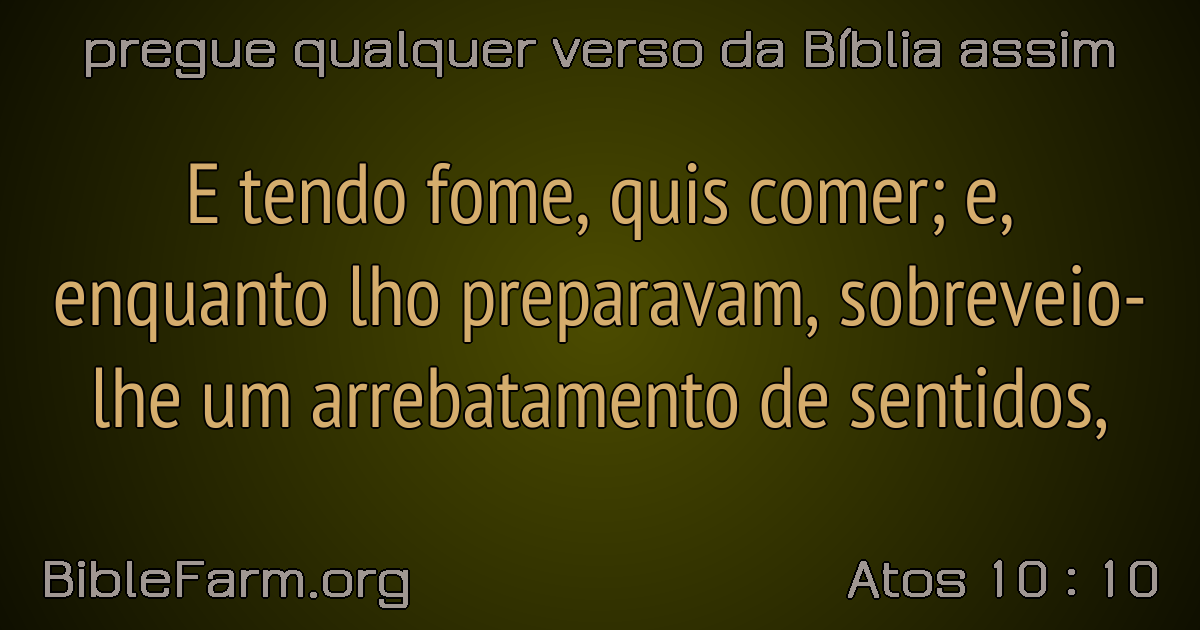 pregue qualquer verso da Bíblia assim
E tendo fome, quis comer; e,
enquanto lho preparavam, sobreveio-
lhe um arrebatamento de sentidos,
BibleFarm.org
Atos 10 : 10